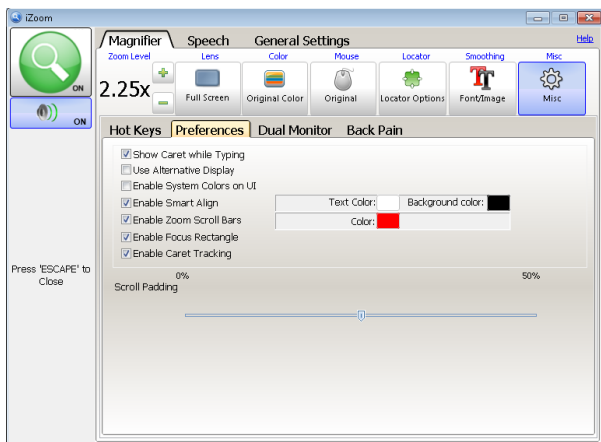 iZoom
Magnifier Speech General Settings Help
Zoom Level Lens Color Mouse Locator Smoothing Misc
ON
2.25x
Full Screen Original Color Original Locator Options Font/Image Misc
ON
Hot Keys Preferences Dual Monitor Back Pain
Show Caret while Typing
Use Alternative Display
Enable System Colors on UI
Enable Smart Align Text Color: Background color:
Enable Zoom Scroll Bars Color:
Enable Focus Rectangle
Enable Caret Tracking
Press 'ESCAPE' to
Close
0% 50%
Scroll Padding